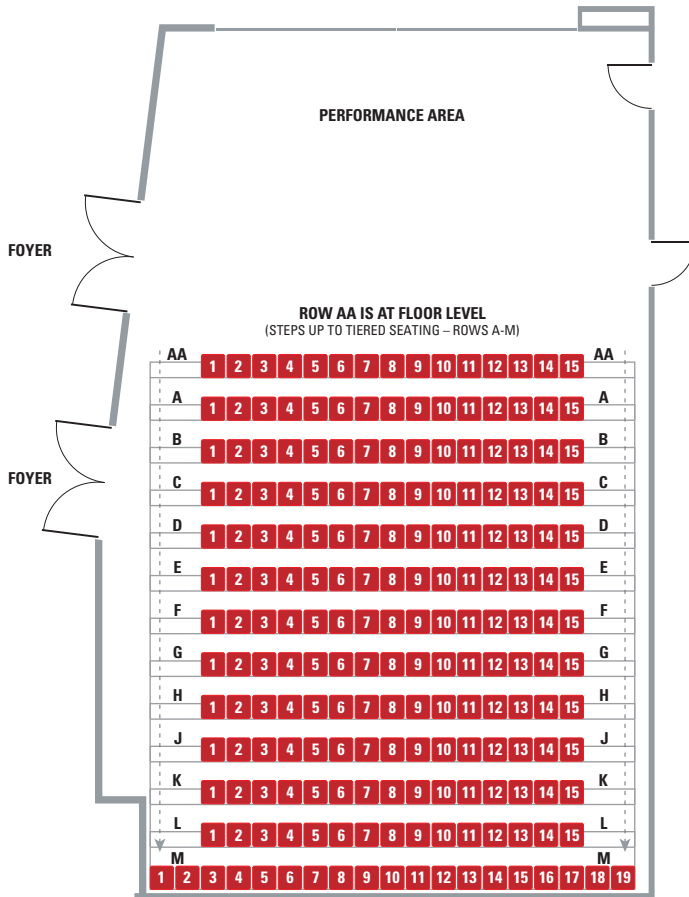 PERFORMANCE AREA
FOYER
ROW AA IS AT FLOOR LEVEL
(STEPS UP TO TIERED SEATING – ROWS A-M)
AA AA
1 2 3 4 5 6 7 8 9 10 11 12 13 14 15
A A
1 2 3 4 5 6 7 8 9 10 11 12 13 14 15
B B
1 2 3 4 5 6 7 8 9 10 11 12 13 14 15
FOYER
C C
1 2 3 4 5 6 7 8 9 10 11 12 13 14 15
D D
1 2 3 4 5 6 7 8 9 10 11 12 13 14 15
E E
1 2 3 4 5 6 7 8 9 10 11 12 13 14 15
F F
1 2 3 4 5 6 7 8 9 10 11 12 13 14 15
G G
1 2 3 4 5 6 7 8 9 10 11 12 13 14 15
H H
1 2 3 4 5 6 7 8 9 10 11 12 13 14 15
J J
1 2 3 4 5 6 7 8 9 10 11 12 13 14 15
K K
1 2 3 4 5 6 7 8 9 10 11 12 13 14 15
L L
1 2 3 4 5 6 7 8 9 10 11 12 13 14 15
M M
1 2 3 4 5 6 7 8 9 10 11 12 13 14 15 16 17 18 19